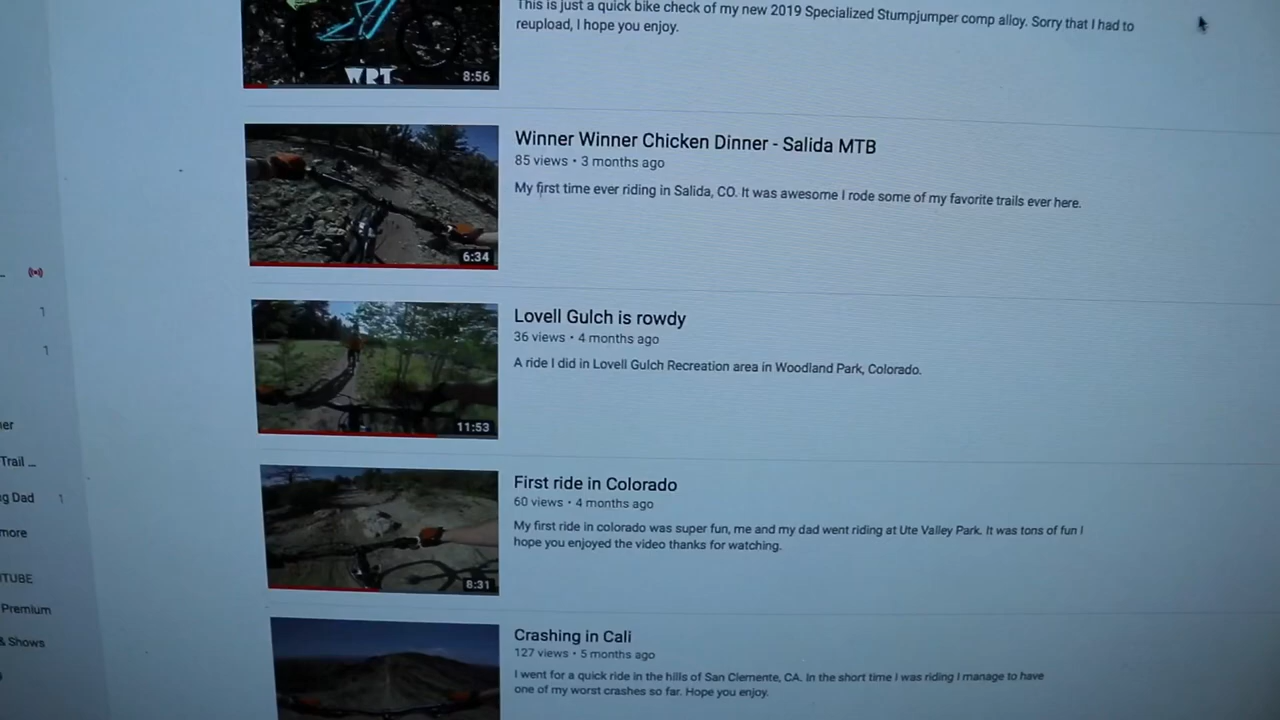 This is just a quick bike check of my new 2019 Specialized Stumpjumper comp alloy. Sorry that I had to
reupload, I hope you enjoy.
WRT
8:56
Winner Winner Chicken Dinner - Salida MTB
85 views • 3 months ago
My first time ever riding in Salida, CO. It was awesome I rode some of my favorite trails ever here.
6:34
Lovell Gulch is rowdy
36 views • 4 months ago
A ride I did in Lovell Gulch Recreation area in Woodland Park, Colorado.
11:53
First ride in Colorado
60 views • 4 months ago
My first ride in colorado was super fun, me and my dad went riding at Ute Valley Park. It was tons of fun I
hope you enjoyed the video thanks for watching.
8:31
Crashing in Cali
127 views • 5 months ago
I went for a quick ride in the hills of San Clemente, CA. In the short time I was riding I manage to have
one of my worst crashes so far. Hope you enjoy.
1
1
ner
Trail ...
g Dad 1
more
TUBE
Premium
& Shows